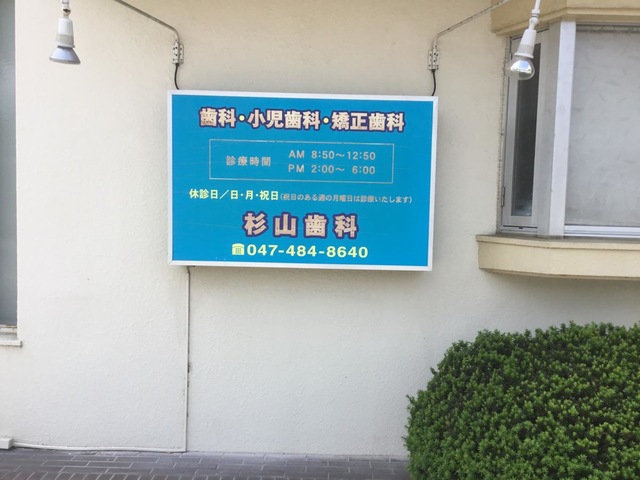 歯科・小児歯科・矯正歯科
診療時間 AM 8:50～12:50
PM 2:00～ 6:00
休診日／日・月・祝日(祝日のある週の月曜日は診療いたします)
杉山歯科
☎047-484-8640